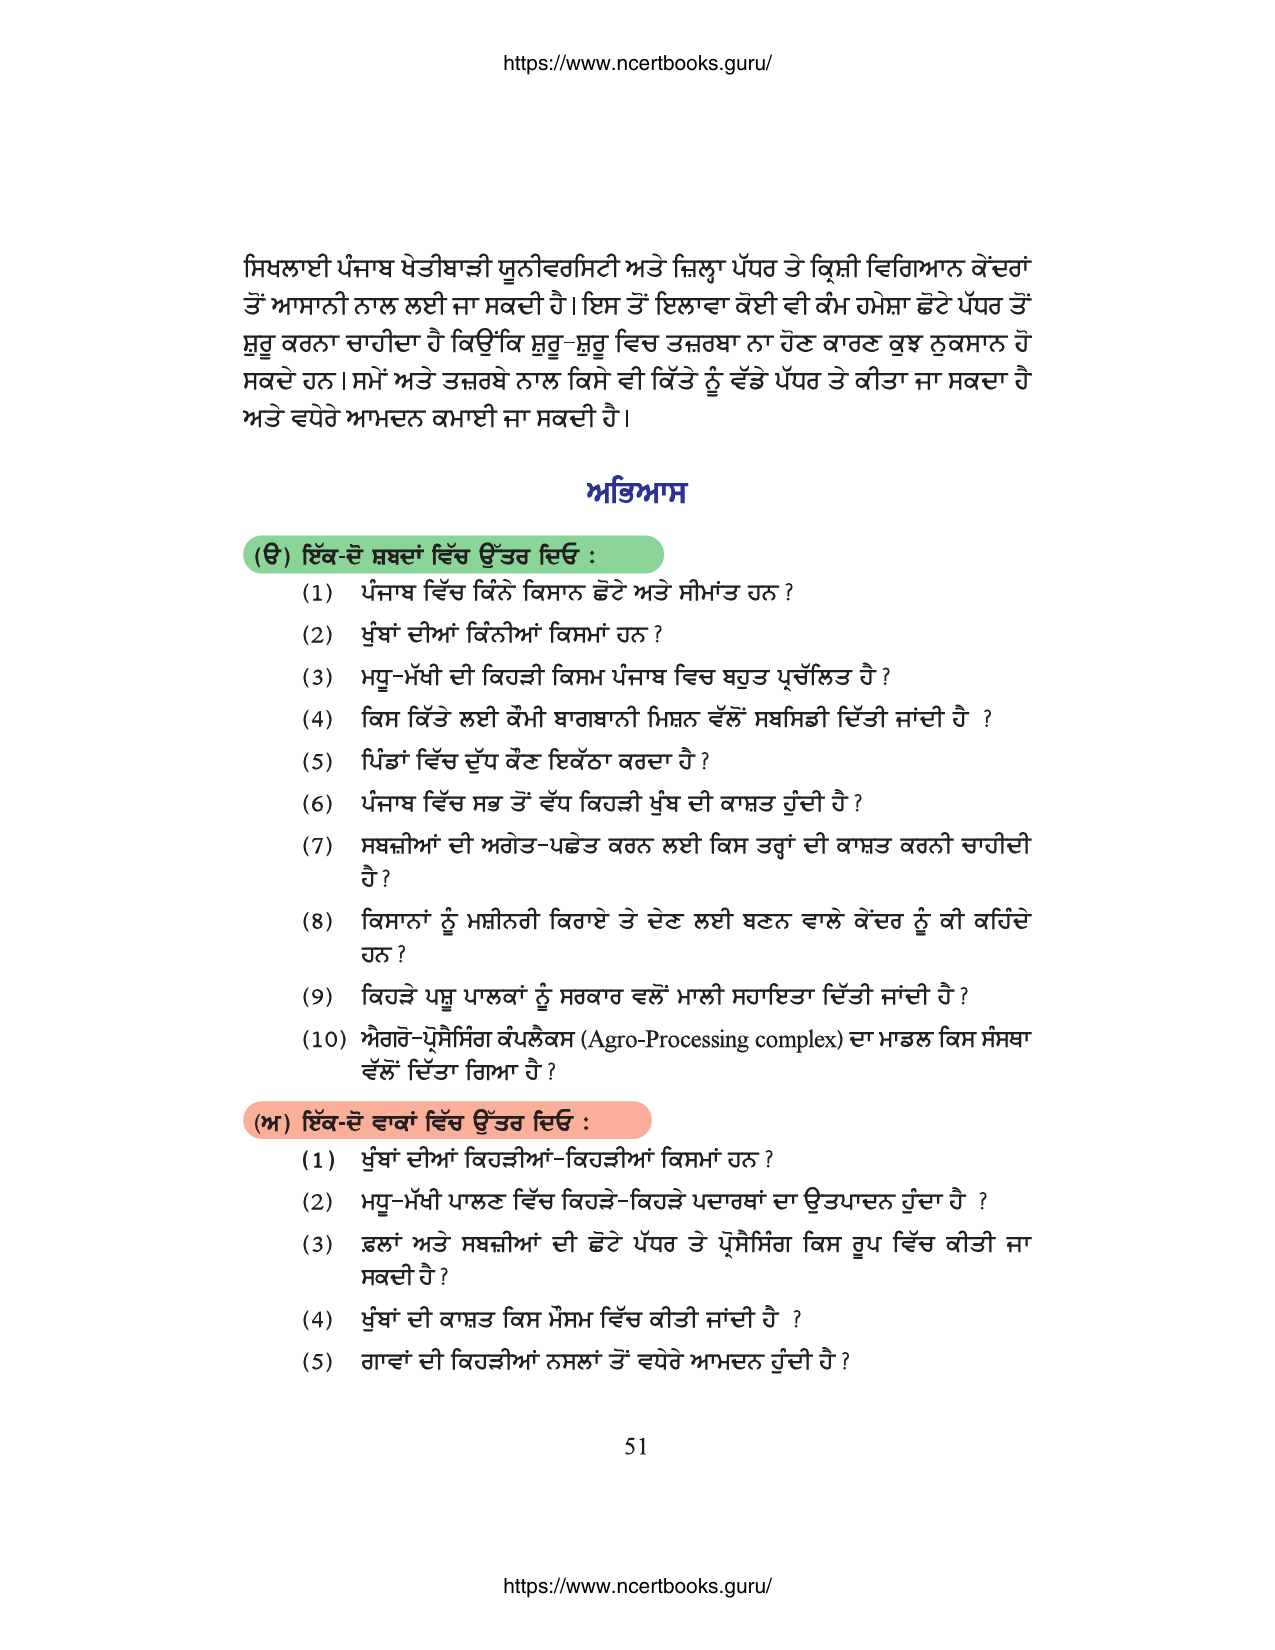 https://www.ncertbooks.guru/
ਸਿਖਲਾਈ ਪੰਜਾਬ ਖੇਤੀਬਾੜੀ ਯੂਨੀਵਰਸਿਟੀ ਅਤੇ ਜ਼ਿਲ੍ਹਾ ਪੱਧਰ ਤੇ ਕ੍ਰਿਸ਼ੀ ਵਿਗਿਆਨ ਕੇਂਦਰਾਂ
ਤੋਂ ਆਸਾਨੀ ਨਾਲ ਲਈ ਜਾ ਸਕਦੀ ਹੈ। ਇਸ ਤੋਂ ਇਲਾਵਾ ਕੋਈ ਵੀ ਕੰਮ ਹਮੇਸ਼ਾ ਛੋਟੇ ਪੱਧਰ ਤੋਂ
ਸ਼ੁਰੂ ਕਰਨਾ ਚਾਹੀਦਾ ਹੈ ਕਿਉਂਕਿ ਸ਼ੁਰੂ-ਸ਼ੁਰੂ ਵਿਚ ਤਜ਼ਰਬਾ ਨਾ ਹੋਣ ਕਾਰਣ ਕੁਝ ਨੁਕਸਾਨ ਹੋ
ਸਕਦੇ ਹਨ। ਸਮੇਂ ਅਤੇ ਤਜ਼ਰਬੇ ਨਾਲ ਕਿਸੇ ਵੀ ਕਿੱਤੇ ਨੂੰ ਵੱਡੇ ਪੱਧਰ ਤੇ ਕੀਤਾ ਜਾ ਸਕਦਾ ਹੈ
ਅਤੇ ਵਧੇਰੇ ਆਮਦਨ ਕਮਾਈ ਜਾ ਸਕਦੀ ਹੈ।
ਅਭਿਆਸ
(ੳ) ਇੱਕ-ਦੋ ਸ਼ਬਦਾਂ ਵਿੱਚ ਉੱਤਰ ਦਿਓ :
(1) ਪੰਜਾਬ ਵਿੱਚ ਕਿੰਨੇ ਕਿਸਾਨ ਛੋਟੇ ਅਤੇ ਸੀਮਾਂਤ ਹਨ ?
(2) ਖੁੰਬਾਂ ਦੀਆਂ ਕਿੰਨੀਆਂ ਕਿਸਮਾਂ ਹਨ ?
(3) ਮਧੂ-ਮੱਖੀ ਦੀ ਕਿਹੜੀ ਕਿਸਮ ਪੰਜਾਬ ਵਿਚ ਬਹੁਤ ਪ੍ਰਚੱਲਿਤ ਹੈ ?
(4) ਕਿਸ ਕਿੱਤੇ ਲਈ ਕੌਮੀ ਬਾਗਬਾਨੀ ਮਿਸ਼ਨ ਵੱਲੋਂ ਸਬਸਿਡੀ ਦਿੱਤੀ ਜਾਂਦੀ ਹੈ ?
(5) ਪਿੰਡਾਂ ਵਿੱਚ ਦੁੱਧ ਕੌਣ ਇਕੱਠਾ ਕਰਦਾ ਹੈ ?
(6) ਪੰਜਾਬ ਵਿੱਚ ਸਭ ਤੋਂ ਵੱਧ ਕਿਹੜੀ ਖੁੰਬ ਦੀ ਕਾਸ਼ਤ ਹੁੰਦੀ ਹੈ ?
(7) ਸਬਜ਼ੀਆਂ ਦੀ ਅਗੇਤ-ਪਛੇਤ ਕਰਨ ਲਈ ਕਿਸ ਤਰ੍ਹਾਂ ਦੀ ਕਾਸ਼ਤ ਕਰਨੀ ਚਾਹੀਦੀ
ਹੈ ?
(8) ਕਿਸਾਨਾਂ ਨੂੰ ਮਸ਼ੀਨਰੀ ਕਿਰਾਏ ਤੇ ਦੇਣ ਲਈ ਬਣਨ ਵਾਲੇ ਕੇਂਦਰ ਨੂੰ ਕੀ ਕਹਿੰਦੇ
ਹਨ ?
(9) ਕਿਹੜੇ ਪਸ਼ੂ ਪਾਲਕਾਂ ਨੂੰ ਸਰਕਾਰ ਵਲੋਂ ਮਾਲੀ ਸਹਾਇਤਾ ਦਿੱਤੀ ਜਾਂਦੀ ਹੈ ?
(10) ਐਗਰੋ-ਪ੍ਰੋਸੈਸਿੰਗ ਕੰਪਲੈਕਸ (Agro-Processing complex) ਦਾ ਮਾਡਲ ਕਿਸ ਸੰਸਥਾ
ਵੱਲੋਂ ਦਿੱਤਾ ਗਿਆ ਹੈ ?
(ਅ) ਇੱਕ-ਦੋ ਵਾਕਾਂ ਵਿੱਚ ਉੱਤਰ ਦਿਓ :
(1) ਖੁੰਬਾਂ ਦੀਆਂ ਕਿਹੜੀਆਂ-ਕਿਹੜੀਆਂ ਕਿਸਮਾਂ ਹਨ ?
(2) ਮਧੂ-ਮੱਖੀ ਪਾਲਣ ਵਿੱਚ ਕਿਹੜੇ-ਕਿਹੜੇ ਪਦਾਰਥਾਂ ਦਾ ਉਤਪਾਦਨ ਹੁੰਦਾ ਹੈ ?
(3) ਫ਼ਲਾਂ ਅਤੇ ਸਬਜ਼ੀਆਂ ਦੀ ਛੋਟੇ ਪੱਧਰ ਤੇ ਪ੍ਰੋਸੈਸਿੰਗ ਕਿਸ ਰੂਪ ਵਿੱਚ ਕੀਤੀ ਜਾ
ਸਕਦੀ ਹੈ ?
(4) ਖੁੰਬਾਂ ਦੀ ਕਾਸ਼ਤ ਕਿਸ ਮੌਸਮ ਵਿੱਚ ਕੀਤੀ ਜਾਂਦੀ ਹੈ ?
(5) ਗਾਵਾਂ ਦੀ ਕਿਹੜੀਆਂ ਨਸਲਾਂ ਤੋਂ ਵਧੇਰੇ ਆਮਦਨ ਹੁੰਦੀ ਹੈ ?
51
https://www.ncertbooks.guru/